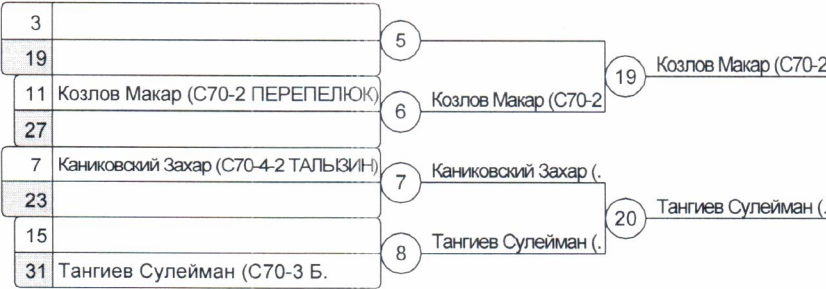 3
5
19
19 Козлов Макар (С70-2
11 Козлов Макар (С70-2 ПЕРЕПЕЛЮК)
6 Козлов Макар (С70-2
27
7 Каниковский Захар (С70-4-2 ТАЛЫЗИН)
7 Каниковский Захар (.
23
20 Тангиев Сулейман (.
15
8 Тангиев Сулейман (.
31 Тангиев Сулейман (С70-3 Б.